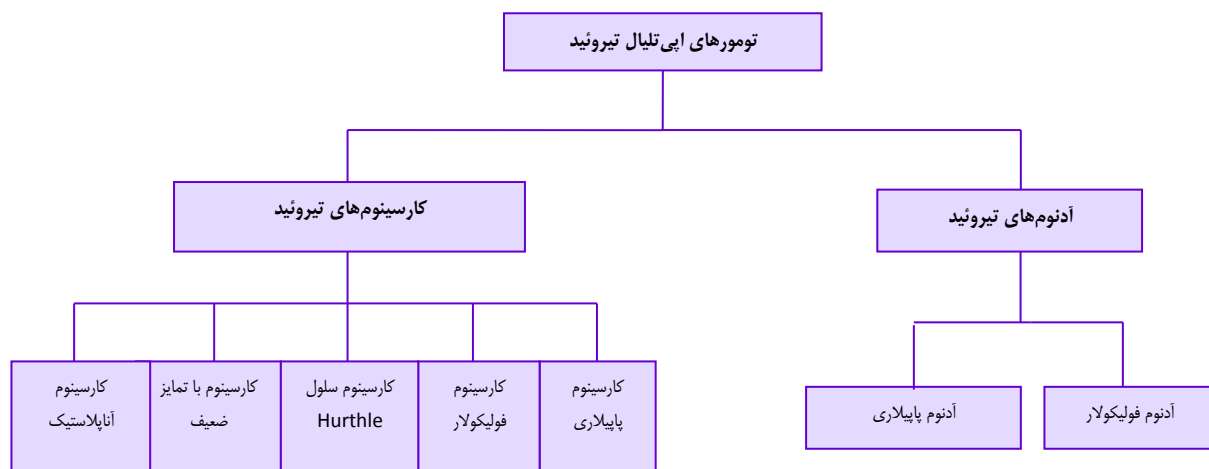 تومورهای اپی‌تلیال تیروئید
آدنوم‌های تیروئید
کارسینوم‌های تیروئید
آدنوم فولیکولار
آدنوم پاپیلاری
کارسینوم
پاپیلاری
کارسینوم
فولیکولار
کارسینوم سلول
Hurthle
کارسینوم با تمایز
ضعیف
کارسینوم
آناپلاستیک